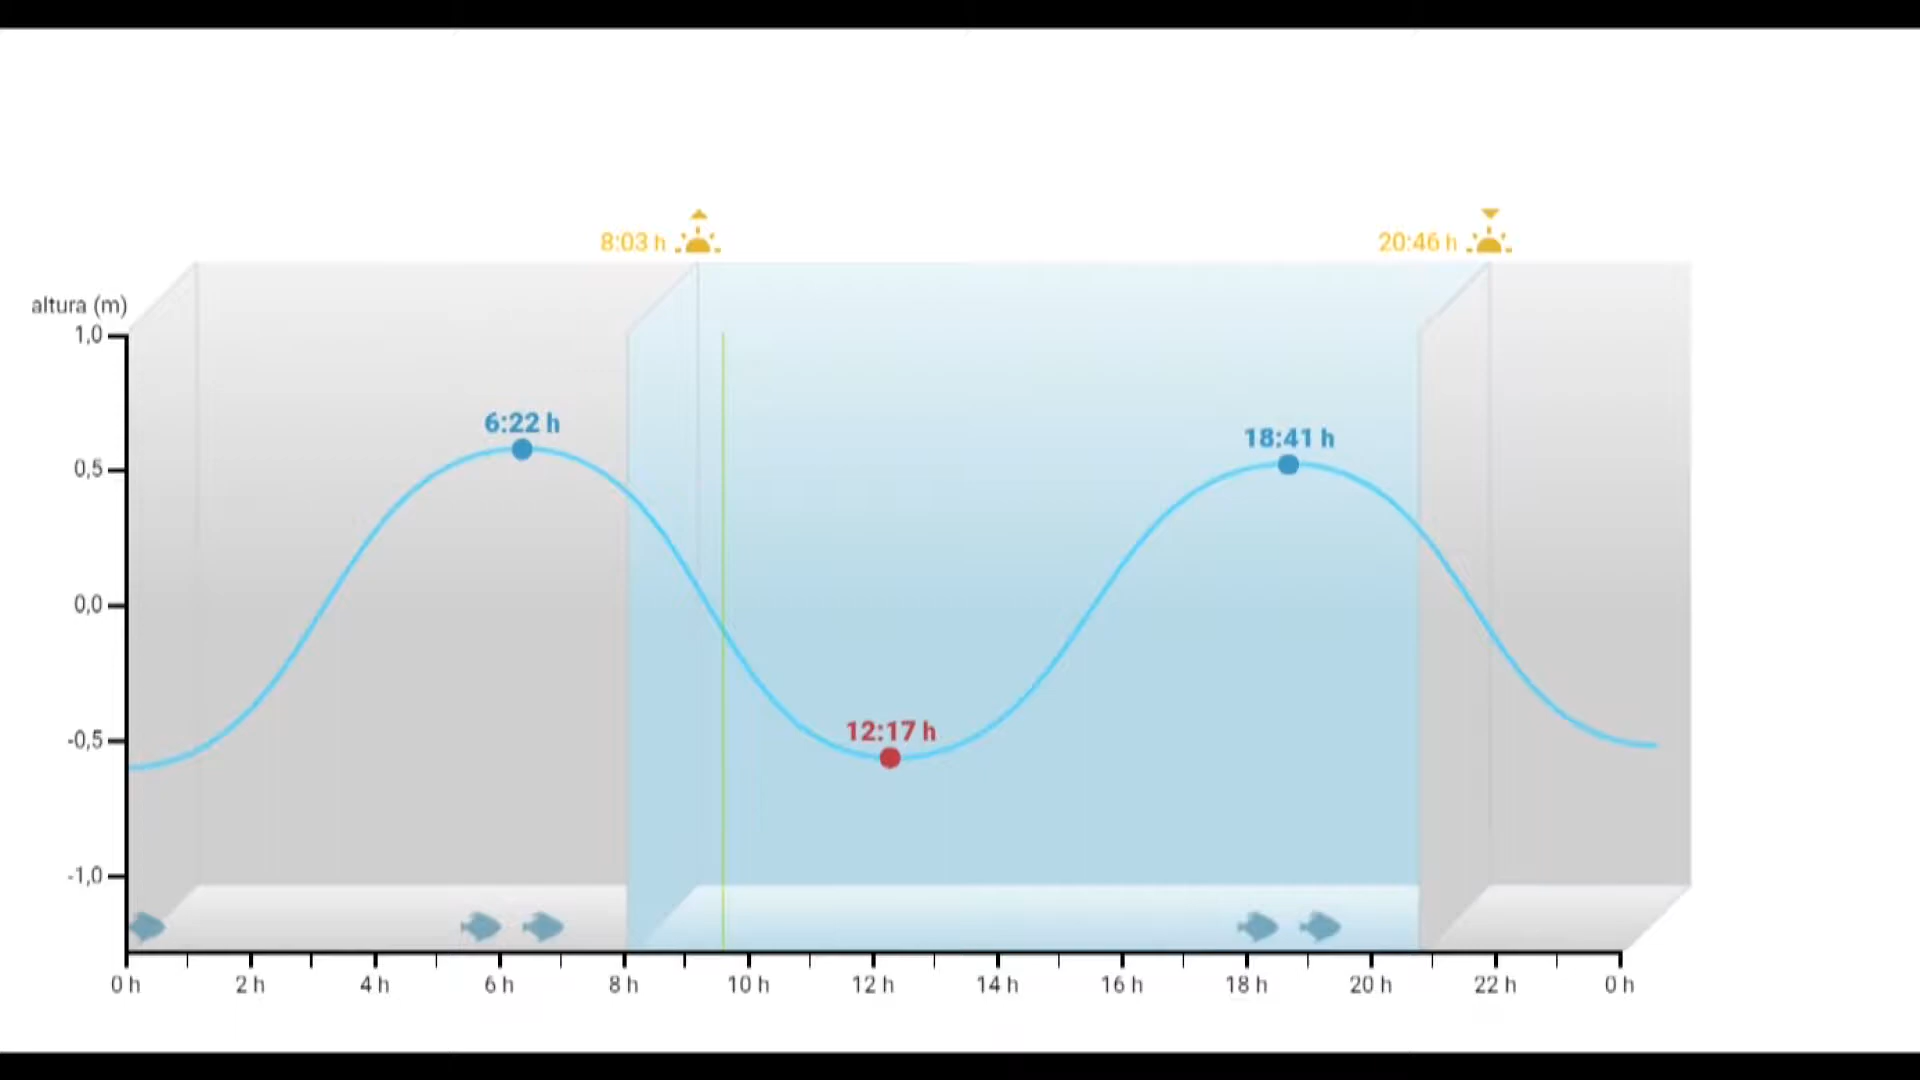 8:03 h
20:46 h
altura (m)
1,0
6:22 h
18:41 h
0,5
0,0
12:17 h
-0,5
-1,0
0 h 2 h 4 h 6 h 8 h 10 h 12 h 14 h 16 h 18 h 20 h 22 h 0 h